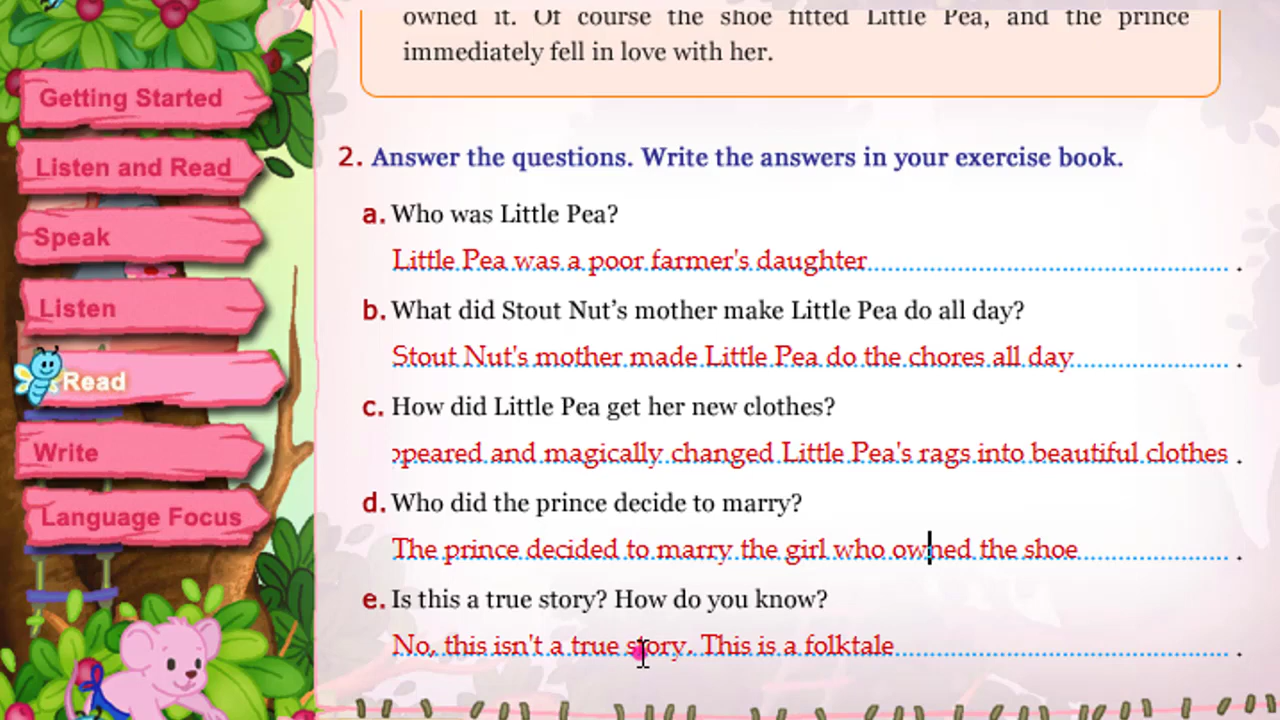 owned it. Of course the shoe fitted Little Pea, and the prince
immediately fell in love with her.
Getting Started
Listen and Read
Speak
Listen
Read
Write
Language Focus
2. Answer the questions. Write the answers in your exercise book.
a. Who was Little Pea?
Little Pea was a poor farmer's daughter .
b. What did Stout Nut’s mother make Little Pea do all day?
Stout Nut's mother made Little Pea do the chores all day .
c. How did Little Pea get her new clothes?
peared and magically changed Little Pea's rags into beautiful clothes .
d. Who did the prince decide to marry?
The prince decided to marry the girl who owned the shoe .
e. Is this a true story? How do you know?
No, this isn't a true story. This is a folktale .